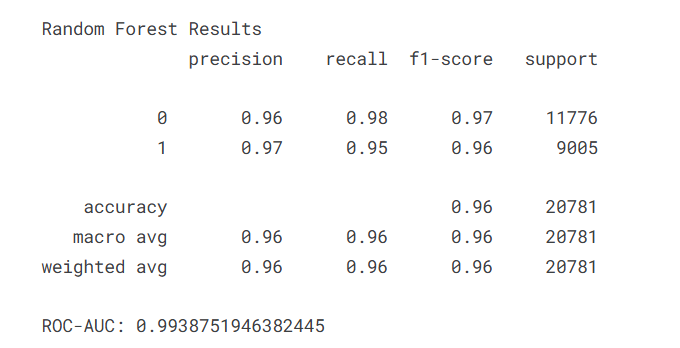 Random Forest Results
precision recall f1-score support
0 0.96 0.98 0.97 11776
1 0.97 0.95 0.96 9005
accuracy 0.96 20781
macro avg 0.96 0.96 0.96 20781
weighted avg 0.96 0.96 0.96 20781
ROC-AUC: 0.9938751946382445